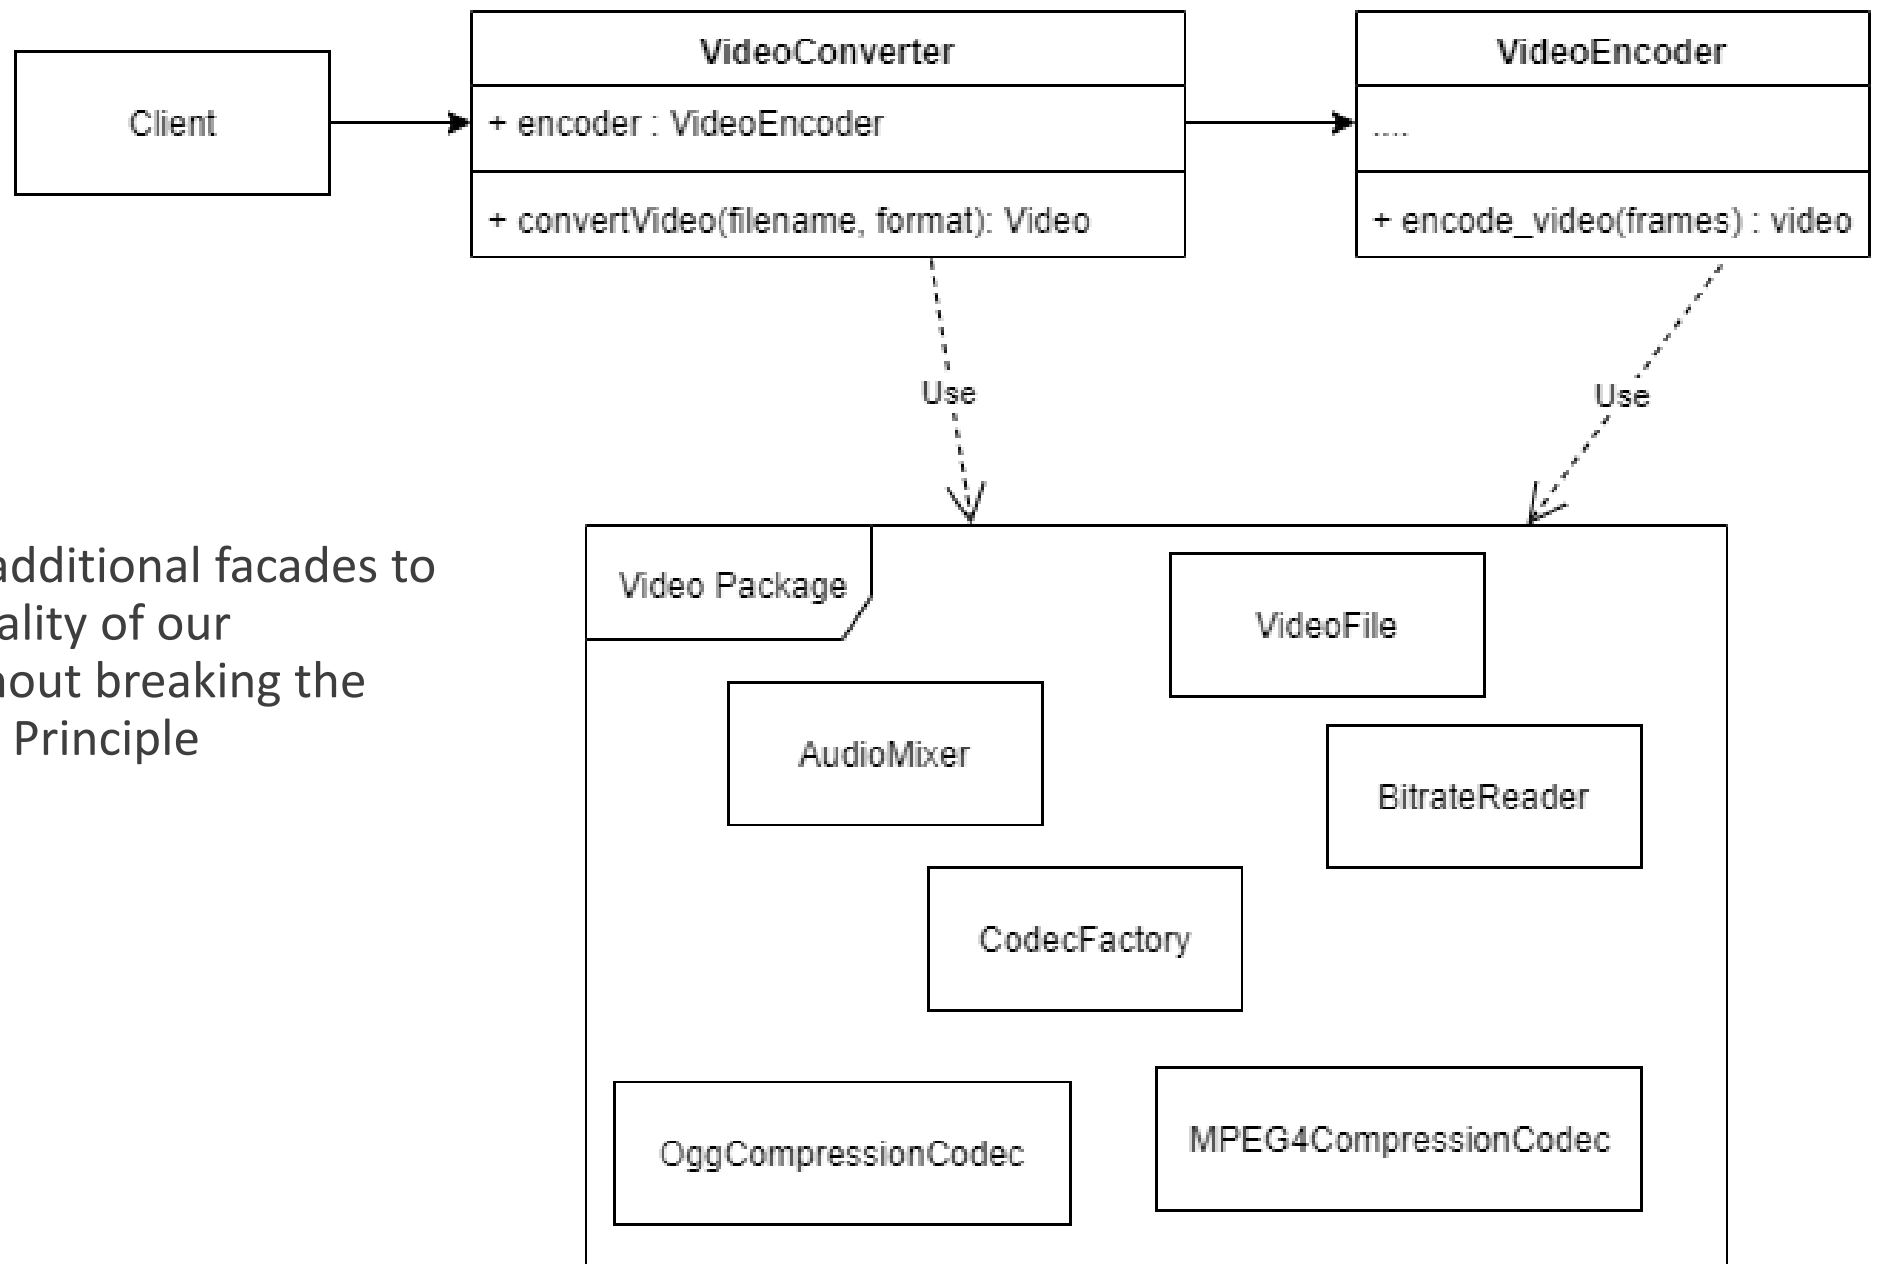 Client
VideoConverter
+ encoder : VideoEncoder
+ convertVideo(filename, format): Video
VideoEncoder
....
+ encode_video(frames) : video
Use
Use
additional facades to
ality of our
out breaking the
Principle
Video Package
VideoFile
AudioMixer
BitrateReader
CodecFactory
OggCompressionCodec
MPEG4CompressionCodec